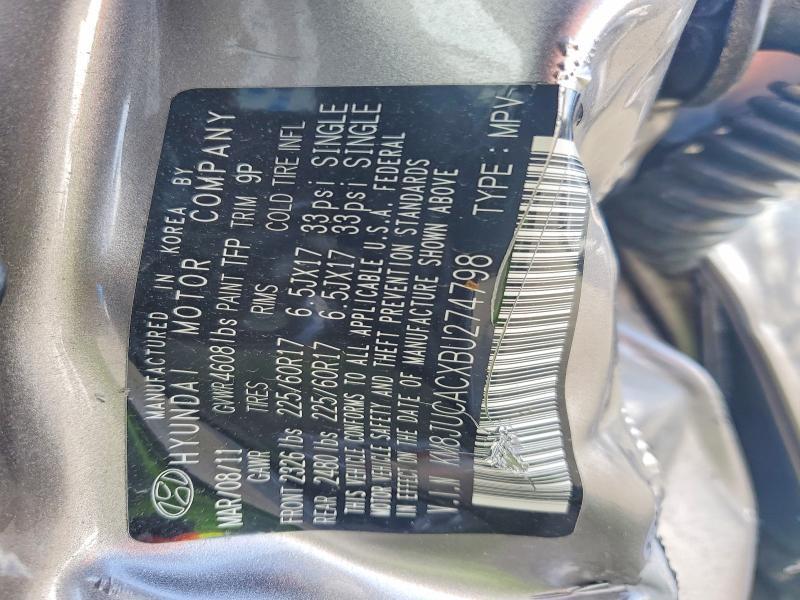 MANUFACTURED IN KOREA BY
HYUNDAI MOTOR COMPANY
MAR/08/11 GVWR 4608 lbs PAINT TFP TRIM 9P
GAWR TRES RIMS COLD TIRE INFL
FRONT 2326 lbs 225/60R17 6.5JX17 33psi SINGLE
REAR 2480 lbs 225/60R17 6.5JX17 33psi SINGLE
THIS VEHICLE CONFORMS TO ALL APPLICABLE U.S.A. FEDERAL
MOTOR VEHICLE SAFETY AND THEFT PREVENTION STANDARDS
IN EFFECT ON THE DATE OF MANUFACTURE SHOWN ABOVE
V.I.N KM8JUCACXBU274798 TYPE : MPV